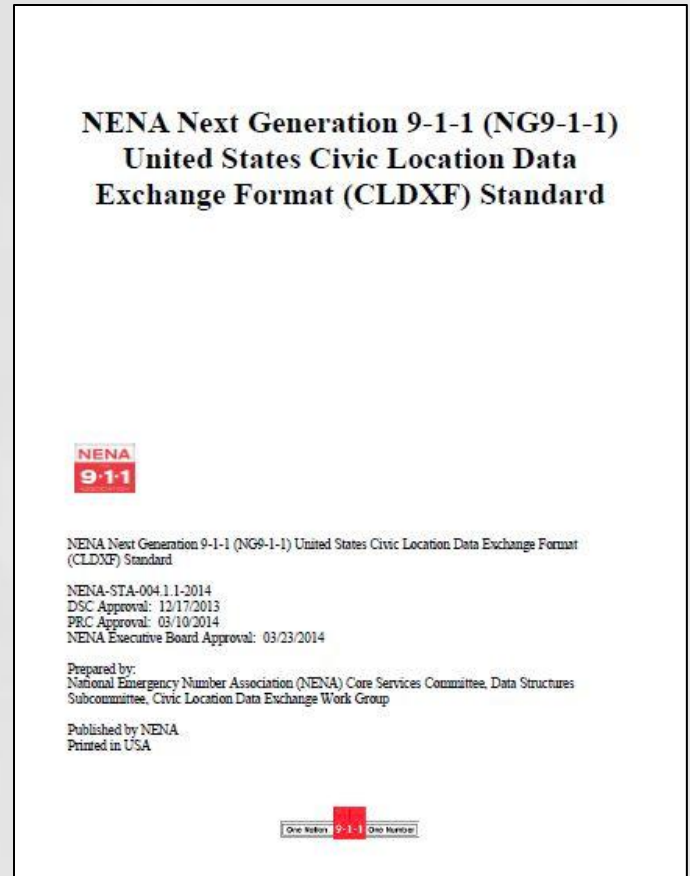 NENA Next Generation 9-1-1 (NG9-1-1)
United States Civic Location Data
Exchange Format (CLDXF) Standard
NENA
9·1·1
ASSOCIATION
NENA Next Generation 9-1-1 (NG9-1-1) United States Civic Location Data Exchange Format
(CLDXF) Standard
NENA-STA-004.1.1-2014
DSC Approval: 12/17/2013
PRC Approval: 03/10/2014
NENA Executive Board Approval: 03/23/2014
Prepared by:
National Emergency Number Association (NENA) Core Services Committee, Data Structures
Subcommittee, Civic Location Data Exchange Work Group
Published by NENA
Printed in USA
One Nation 9-1-1 One Number